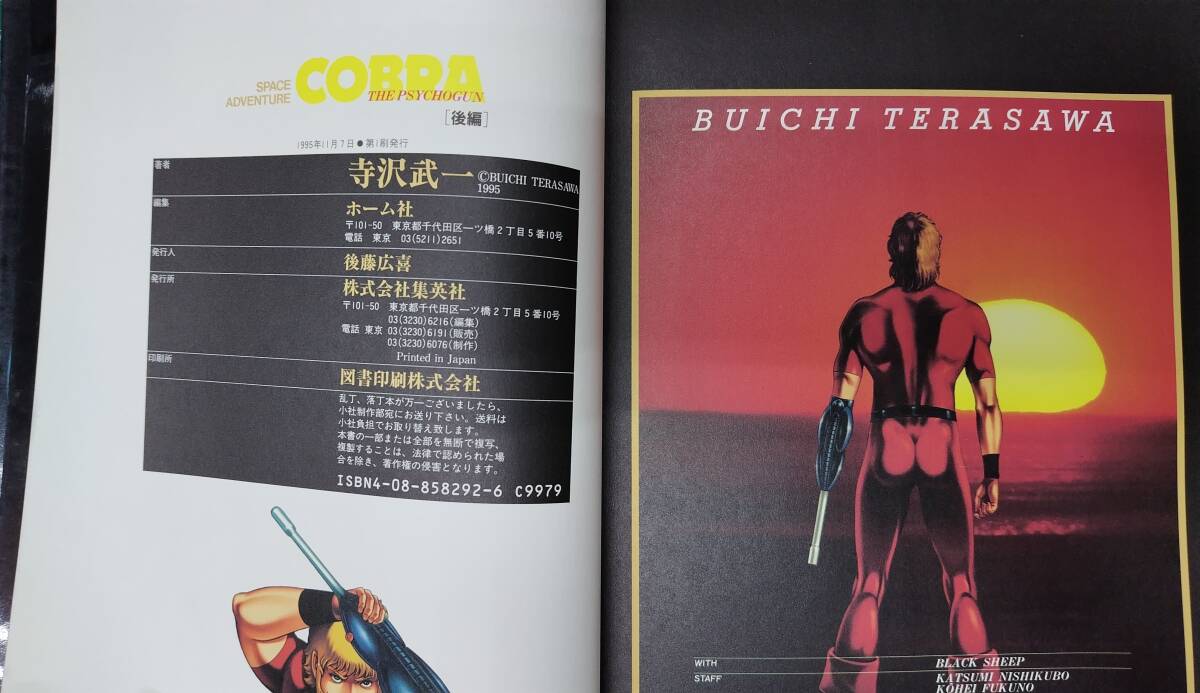 SPACE
ADVENTURE
COBRA
THE PSYCHOGUN
[後編]
1995年11月7日●第1刷発行
著者
寺沢武一 ©BUICHI TERASAWA
1995
編集
ホーム社
〒101-50 東京都千代田区一ツ橋2丁目5番10号
電話 東京 03(5211)2651
発行人
後藤広喜
発行所
株式会社集英社
〒101-50 東京都千代田区一ツ橋2丁目5番10号
03(3230)6216(編集)
電話 東京 03(3230)6191(販売)
03(3230)6076(制作)
Printed in Japan
印刷所
図書印刷株式会社
乱丁、落丁本が万一ございましたら、
小社制作部宛にお送り下さい。送料は
小社負担でお取り替え致します。
本書の一部または全部を無断で複写、
複製することは、法律で認められた場
合を除き、著作権の侵害となります。
ISBN4-08-858292-6 C9979
BUICHI TERASAWA
WITH
BLACK SHEEP
STAFF
KATSUMI NISHIKUBO
KŌHEI FUKUNO